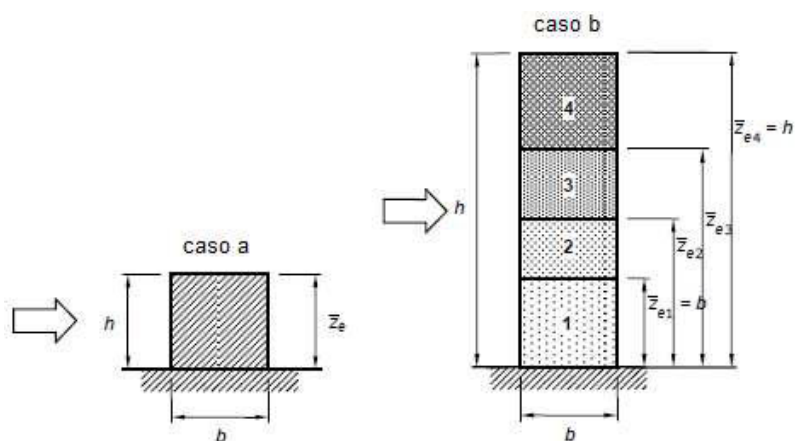 caso b
4
z̅e4 = h
3
h
z̅e3
caso a
2
z̅e2
h
z̅e
z̅e1 = b
1
b
b